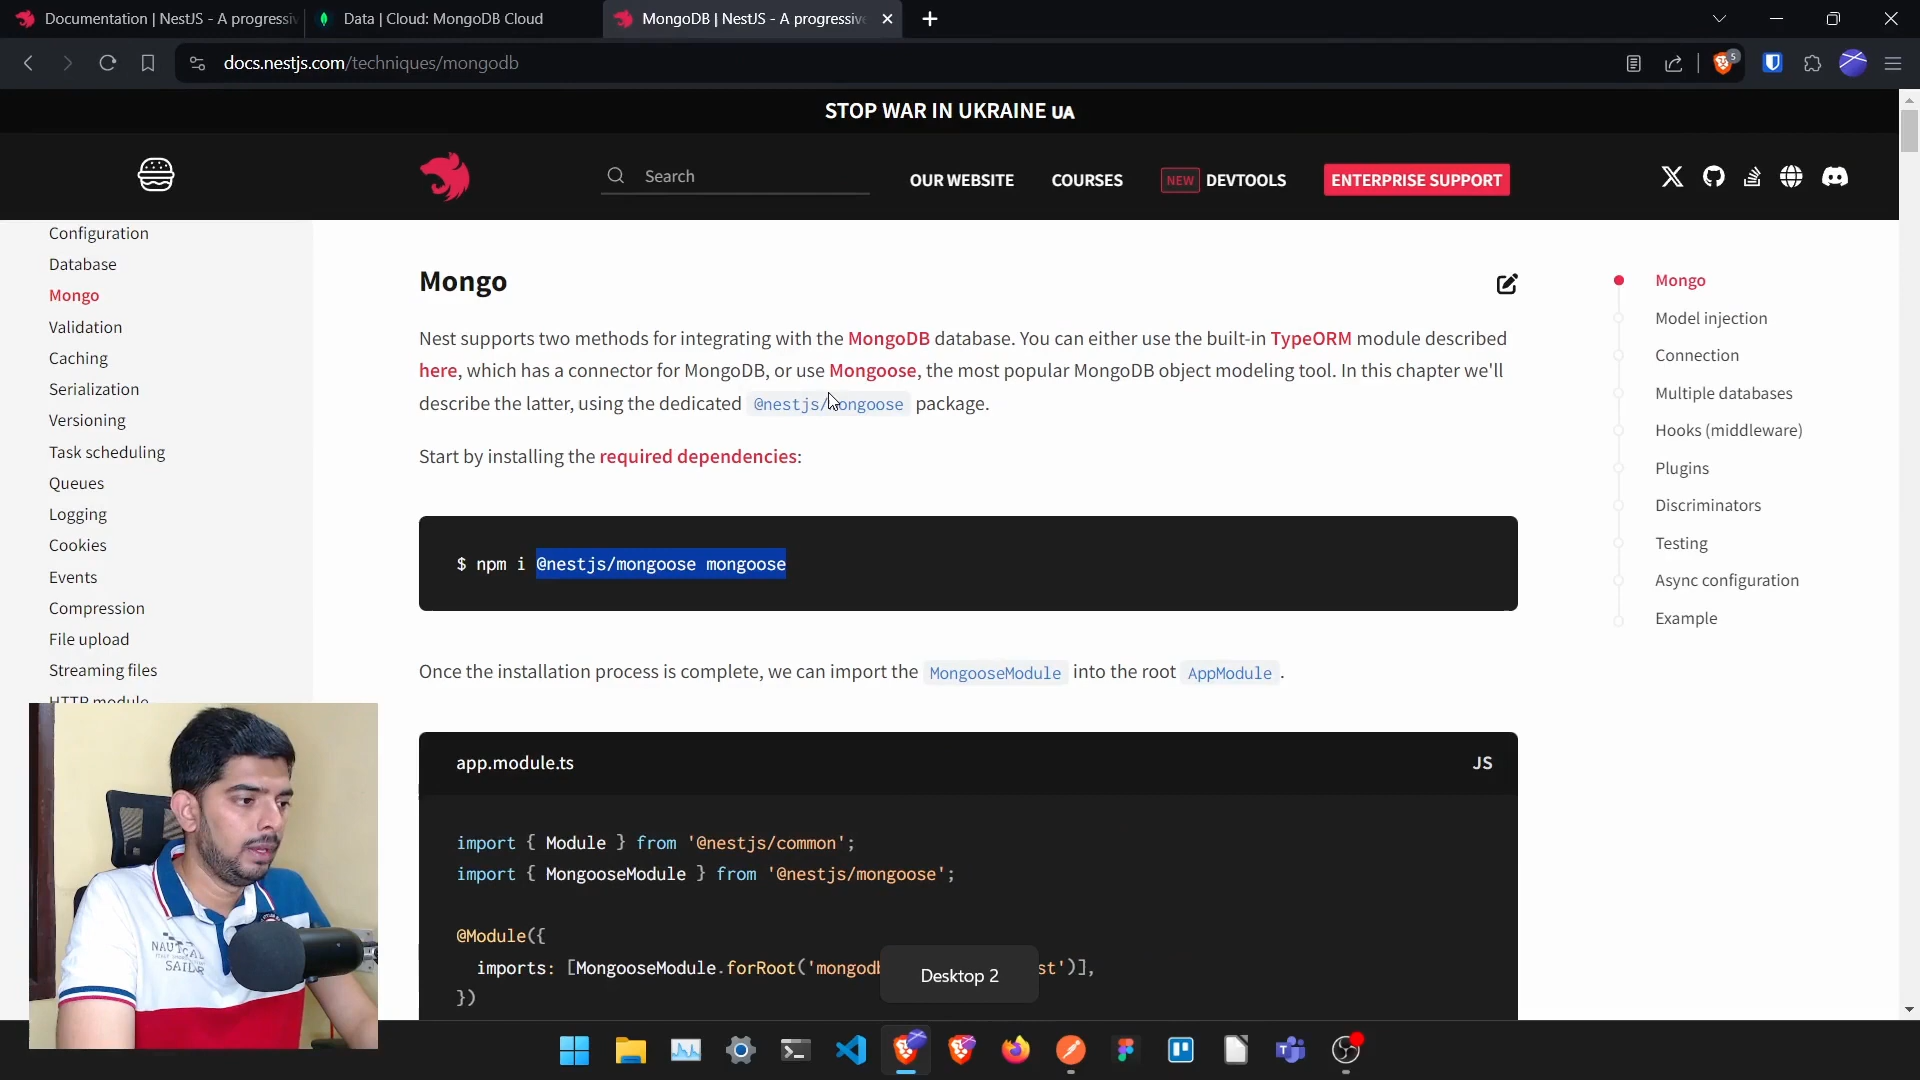 Documentation | NestJS - A progressiv
Data | Cloud: MongoDB Cloud
MongoDB | NestJS - A progressive
docs.nestjs.com/techniques/mongodb
5
STOP WAR IN UKRAINE UA
Search
OUR WEBSITE
COURSES
NEW
DEVTOOLS
ENTERPRISE SUPPORT
Configuration
Database
Mongo
Validation
Caching
Serialization
Versioning
Task scheduling
Queues
Logging
Cookies
Events
Compression
File upload
Streaming files
HTTP module
Mongo
Nest supports two methods for integrating with the MongoDB database. You can either use the built-in TypeORM module described
here, which has a connector for MongoDB, or use Mongoose, the most popular MongoDB object modeling tool. In this chapter we'll
describe the latter, using the dedicated @nestjs/mongoose package.
Start by installing the required dependencies:
$ npm i @nestjs/mongoose mongoose
Once the installation process is complete, we can import the MongooseModule into the root AppModule.
app.module.ts
JS
import { Module } from '@nestjs/common';
import { MongooseModule } from '@nestjs/mongoose';
@Module({
imports: [MongooseModule.forRoot('mongodb st')],
})
Desktop 2
Mongo
Model injection
Connection
Multiple databases
Hooks (middleware)
Plugins
Discriminators
Testing
Async configuration
Example
NAUTICAL
SAILOR